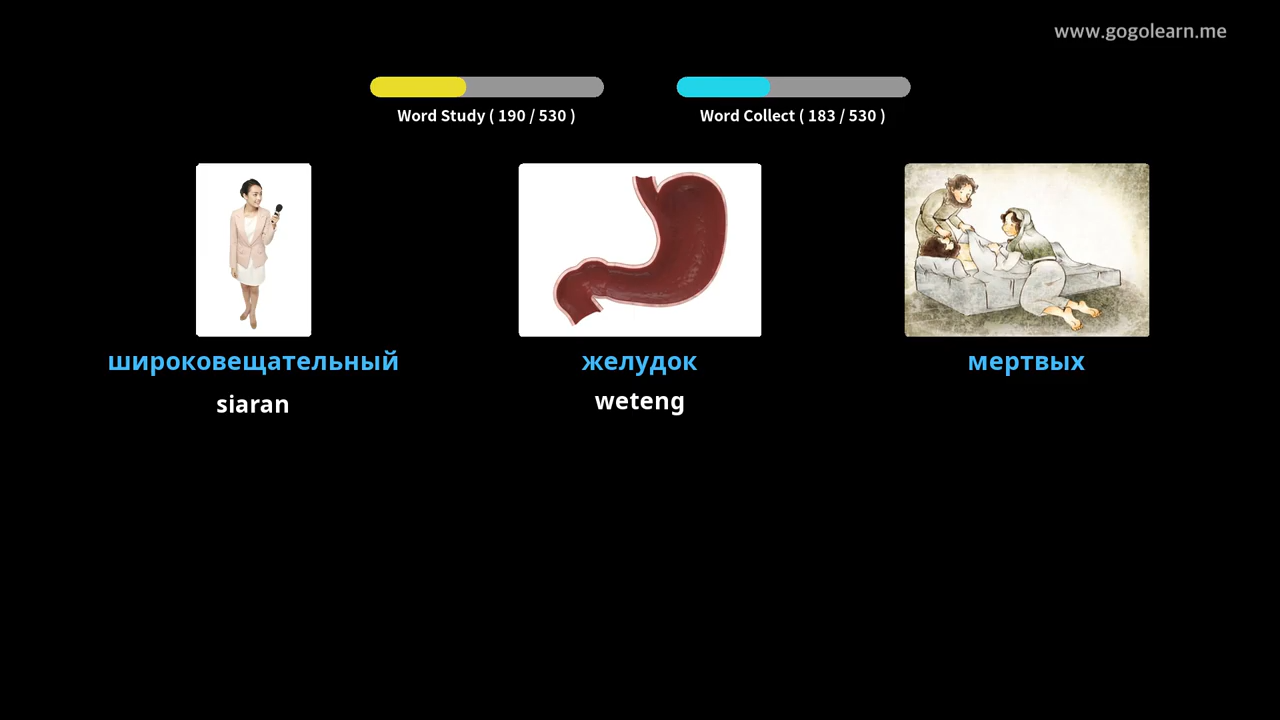 www.gogolearn.me
Word Study ( 190 / 530 )
Word Collect ( 183 / 530 )
широковещательный
желудок
мертвых
siaran
weteng